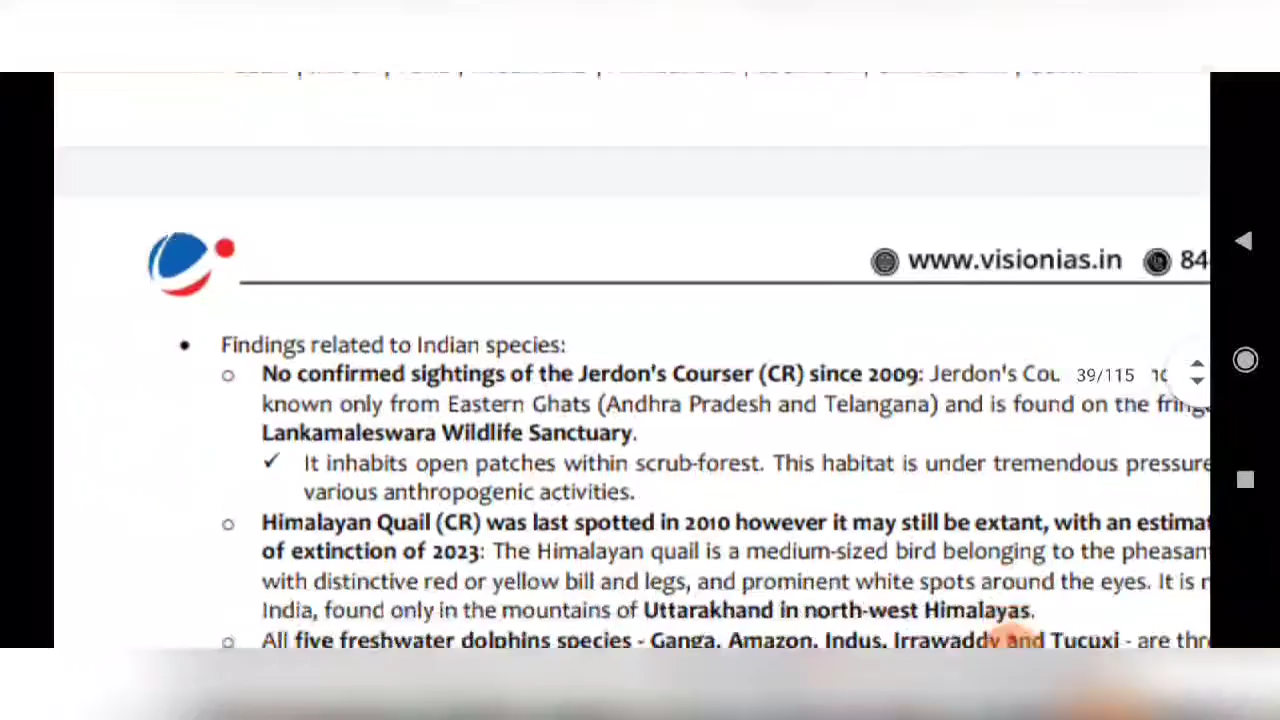 www.visionias.in 84
Findings related to Indian species:
No confirmed sightings of the Jerdon's Courser (CR) since 2009: Jerdon's 39/115
known only from Eastern Ghats (Andhra Pradesh and Telangana) and is found on the
Lankamaleswara Wildlife Sanctuary.
✓ It inhabits open patches within scrub-forest. This habitat is under tremendous pressure
various anthropogenic activities.
Himalayan Quail (CR) was last spotted in 2010 however it may still be extant, with an
of extinction of 2023: The Himalayan quail is a medium-sized bird belonging to the
with distinctive red or yellow bill and legs, and prominent white spots around the eyes. It is
India, found only in the mountains of Uttarakhand in north-west Himalayas.
All five freshwater dolphins species - Ganga, Amazon, Indus, Irrawaddy and Tucuxi - are